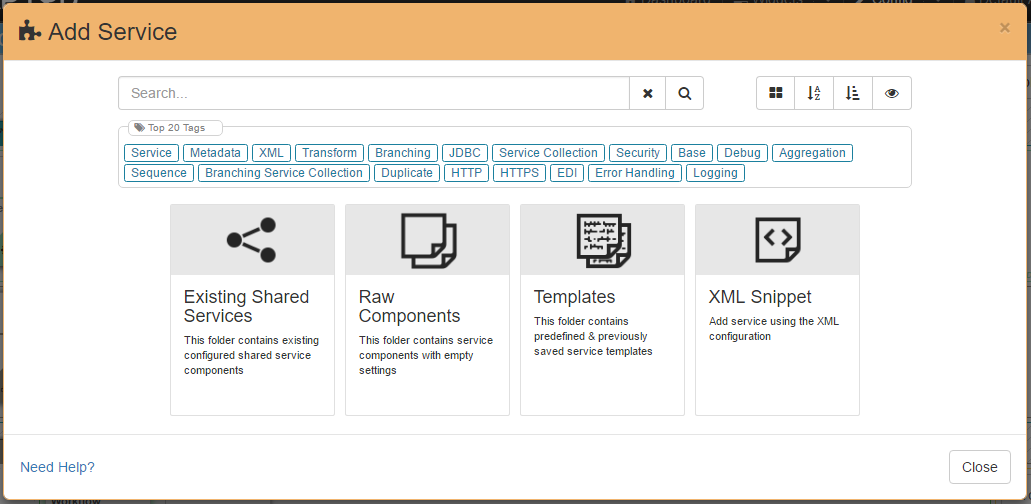 Add Service
×
Search...
Top 20 Tags
Service Metadata XML Transform Branching JDBC Service Collection Security Base Debug Aggregation
Sequence Branching Service Collection Duplicate HTTP HTTPS EDI Error Handling Logging
Existing Shared
Services
This folder contains existing
configured shared service
components
Raw
Components
This folder contains service
components with empty
settings
Templates
This folder contains
predefined & previously
saved service templates
XML Snippet
Add service using the XML
configuration
Need Help?
Close